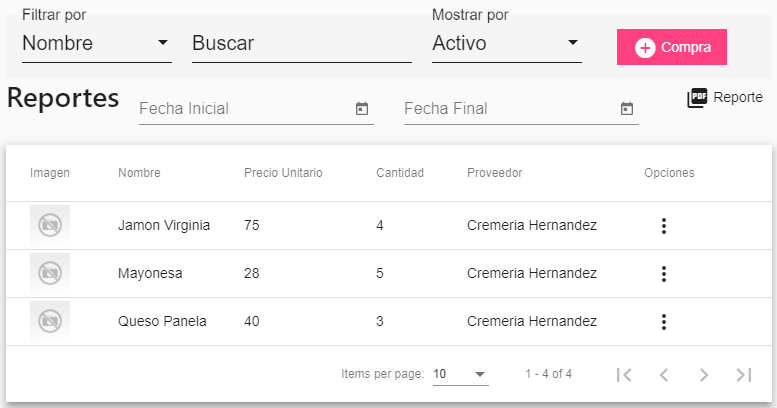 Filtrar por
Mostrar por
Nombre
Buscar
Activo
Compra
Reportes
Fecha Inicial
Fecha Final
PDF
Reporte
Imagen Nombre Precio Unitario Cantidad Proveedor Opciones
Jamon Virginia 75 4 Cremeria Hernandez
Mayonesa 28 5 Cremeria Hernandez
Queso Panela 40 3 Cremeria Hernandez
Items per page: 10 1 - 4 of 4